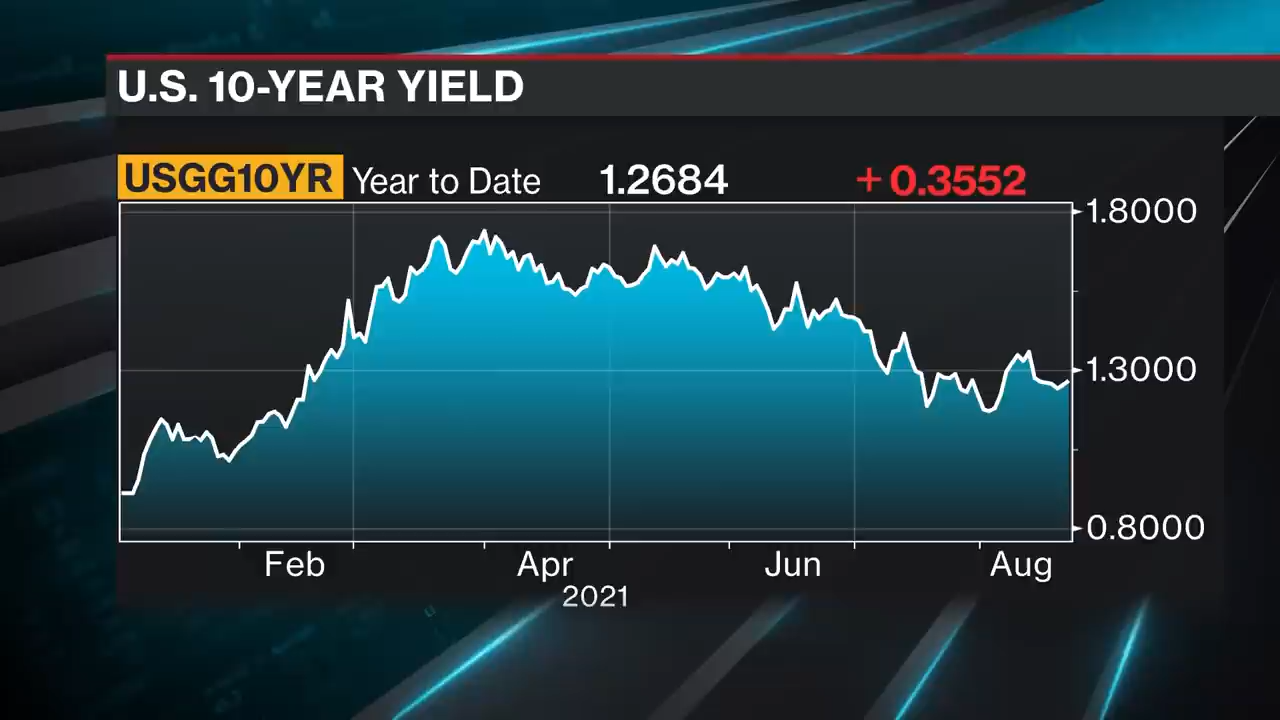 U.S. 10-YEAR YIELD
USGG10YR Year to Date 1.2684 +0.3552
1.8000
1.3000
0.8000
Feb Apr Jun Aug
2021